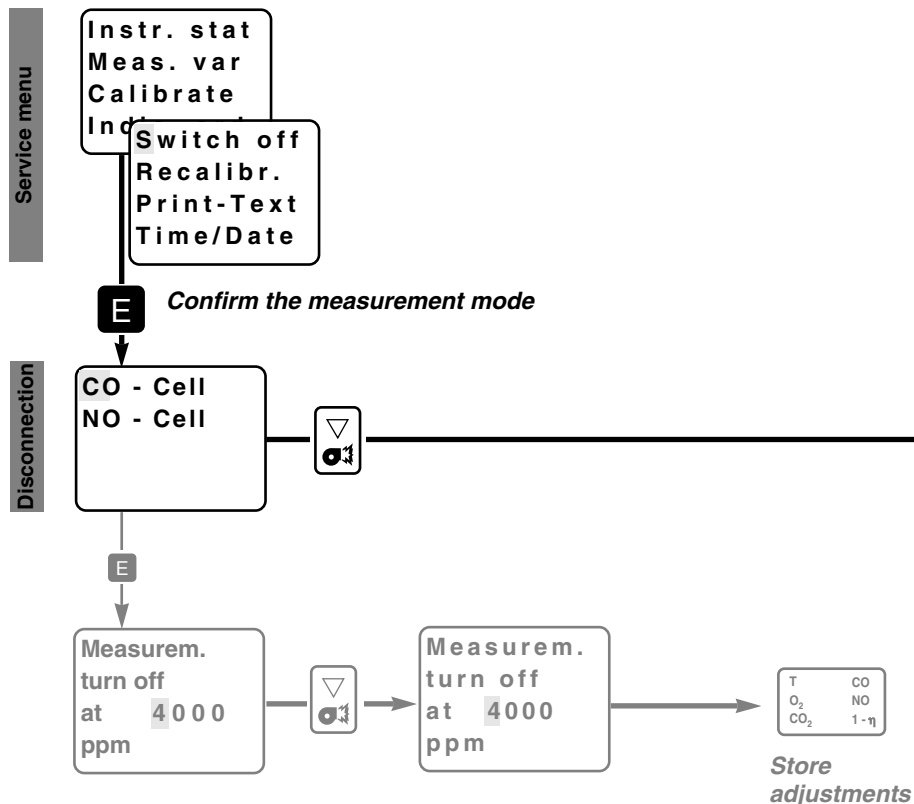 Service menu
Instr. stat
Meas. var
Calibrate
Switch off
Recalibr.
Print-Text
Time/Date
E
Confirm the measurement mode
Disconnection
CO - Cell
NO - Cell
E
Measurem.
turn off
at 4000
ppm
Measurem.
turn off
at 4000
ppm
T CO
O₂ NO
CO₂ 1 - η
Store
adjustments